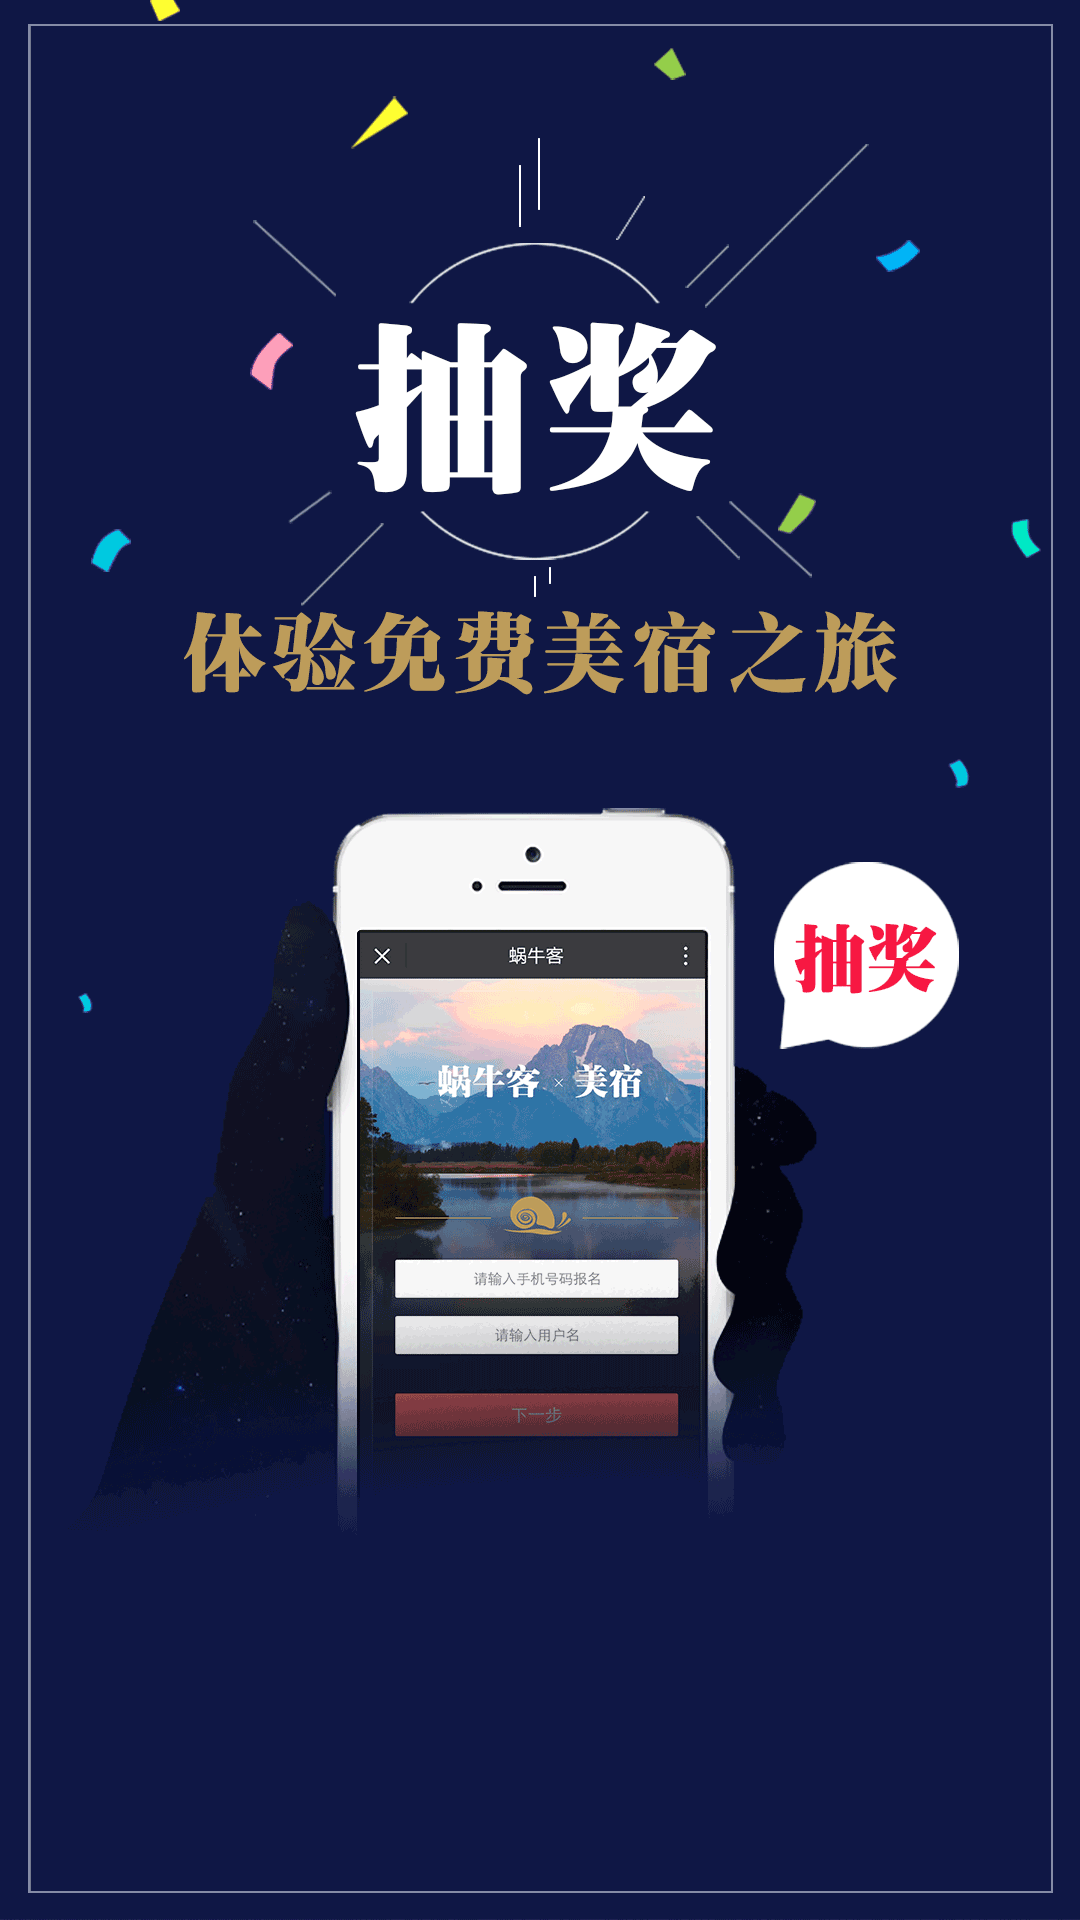 抽奖
体验免费美宿之旅
蜗牛客
抽奖
蜗牛客 × 美宿
请输入手机号码报名
请输入用户名
下一步